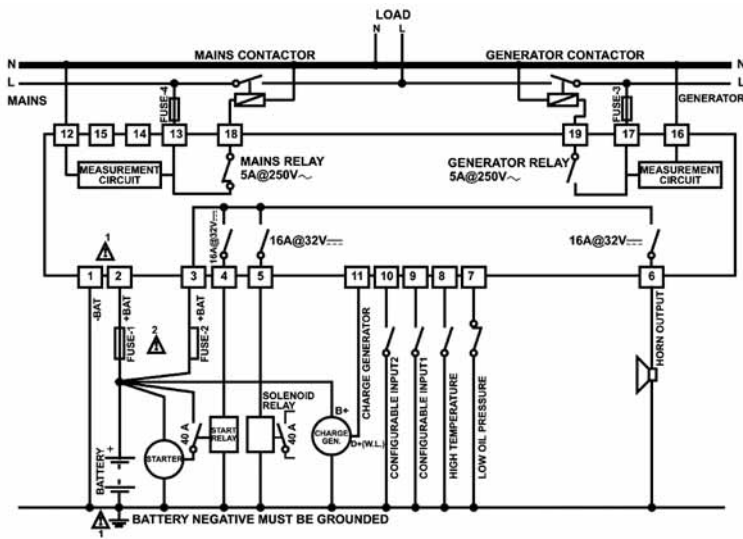 LOAD
N L
MAINS CONTACTOR
GENERATOR CONTACTOR
N
N
L
L
MAINS
GENERATOR
FUSE-4
FUSE-3
12
15
14
13
18
19
17
16
MEASUREMENT
CIRCUIT
MAINS RELAY
5A@250V~
GENERATOR RELAY
5A@250V~
MEASUREMENT
CIRCUIT
16A@32V
16A@32V
16A@32V
1
1
2
3
4
5
11
10
9
8
7
6
-BAT
+BAT
+BAT
FUSE-1
2
FUSE-2
CHARGE GENERATOR
CONFIGURABLE INPUT2
CONFIGURABLE INPUT1
HIGH TEMPERATURE
LOW OIL PRESSURE
HORN OUTPUT
SOLENOID
RELAY
B+
BATTERY
+
-
STARTER
40 A
START
RELAY
40 A
CHARGE
GEN.
D+(W.L.)
1
BATTERY NEGATIVE MUST BE GROUNDED